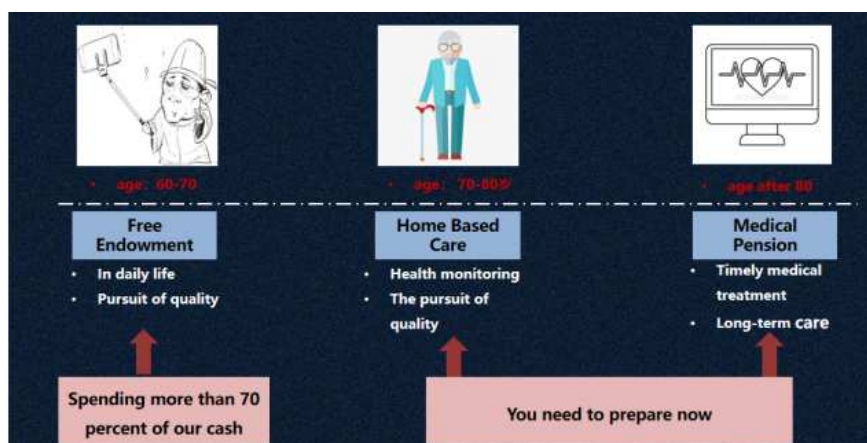 • age: 60-70
• age: 70-80岁
• age after 80
Free
Endowment
• In daily life
• Pursuit of quality
Home Based
Care
• Health monitoring
• The pursuit of
quality
Medical
Pension
• Timely medical
treatment
• Long-term care
Spending more than 70
percent of our cash
You need to prepare now